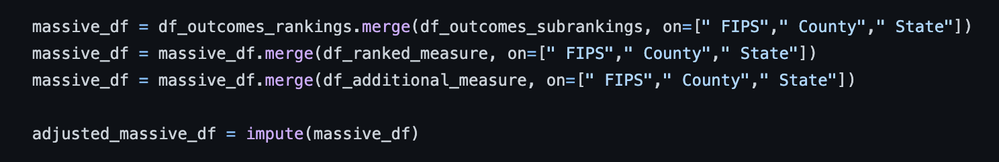 massive_df = df_outcomes_rankings.merge(df_outcomes_subrankings, on=[" FIPS"," County"," State"])
massive_df = massive_df.merge(df_ranked_measure, on=[" FIPS"," County"," State"])
massive_df = massive_df.merge(df_additional_measure, on=[" FIPS"," County"," State"])
adjusted_massive_df = impute(massive_df)